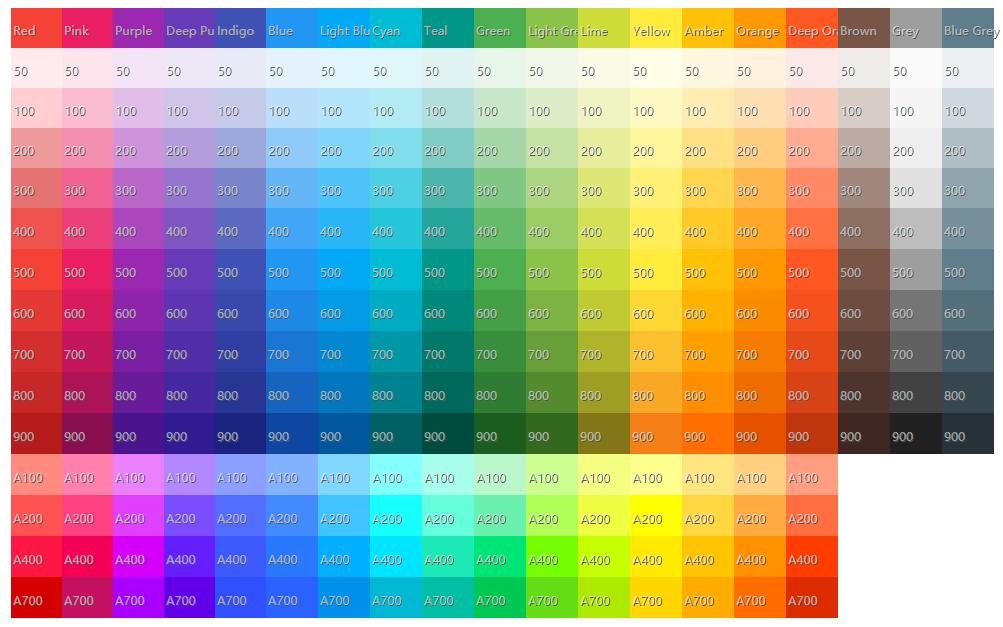 Red Pink Purple Deep Pu Indigo Blue Light Blu Cyan Teal Green Light Gre Lime Yellow Amber Orange Deep Or Brown Grey Blue Grey
50 50 50 50 50 50 50 50 50 50 50 50 50 50 50 50 50 50 50
100 100 100 100 100 100 100 100 100 100 100 100 100 100 100 100 100 100 100
200 200 200 200 200 200 200 200 200 200 200 200 200 200 200 200 200 200 200
300 300 300 300 300 300 300 300 300 300 300 300 300 300 300 300 300 300 300
400 400 400 400 400 400 400 400 400 400 400 400 400 400 400 400 400 400 400
500 500 500 500 500 500 500 500 500 500 500 500 500 500 500 500 500 500 500
600 600 600 600 600 600 600 600 600 600 600 600 600 600 600 600 600 600 600
700 700 700 700 700 700 700 700 700 700 700 700 700 700 700 700 700 700 700
800 800 800 800 800 800 800 800 800 800 800 800 800 800 800 800 800 800 800
900 900 900 900 900 900 900 900 900 900 900 900 900 900 900 900 900 900 900
A100 A100 A100 A100 A100 A100 A100 A100 A100 A100 A100 A100 A100 A100 A100 A100
A200 A200 A200 A200 A200 A200 A200 A200 A200 A200 A200 A200 A200 A200 A200 A200
A400 A400 A400 A400 A400 A400 A400 A400 A400 A400 A400 A400 A400 A400 A400 A400
A700 A700 A700 A700 A700 A700 A700 A700 A700 A700 A700 A700 A700 A700 A700 A700